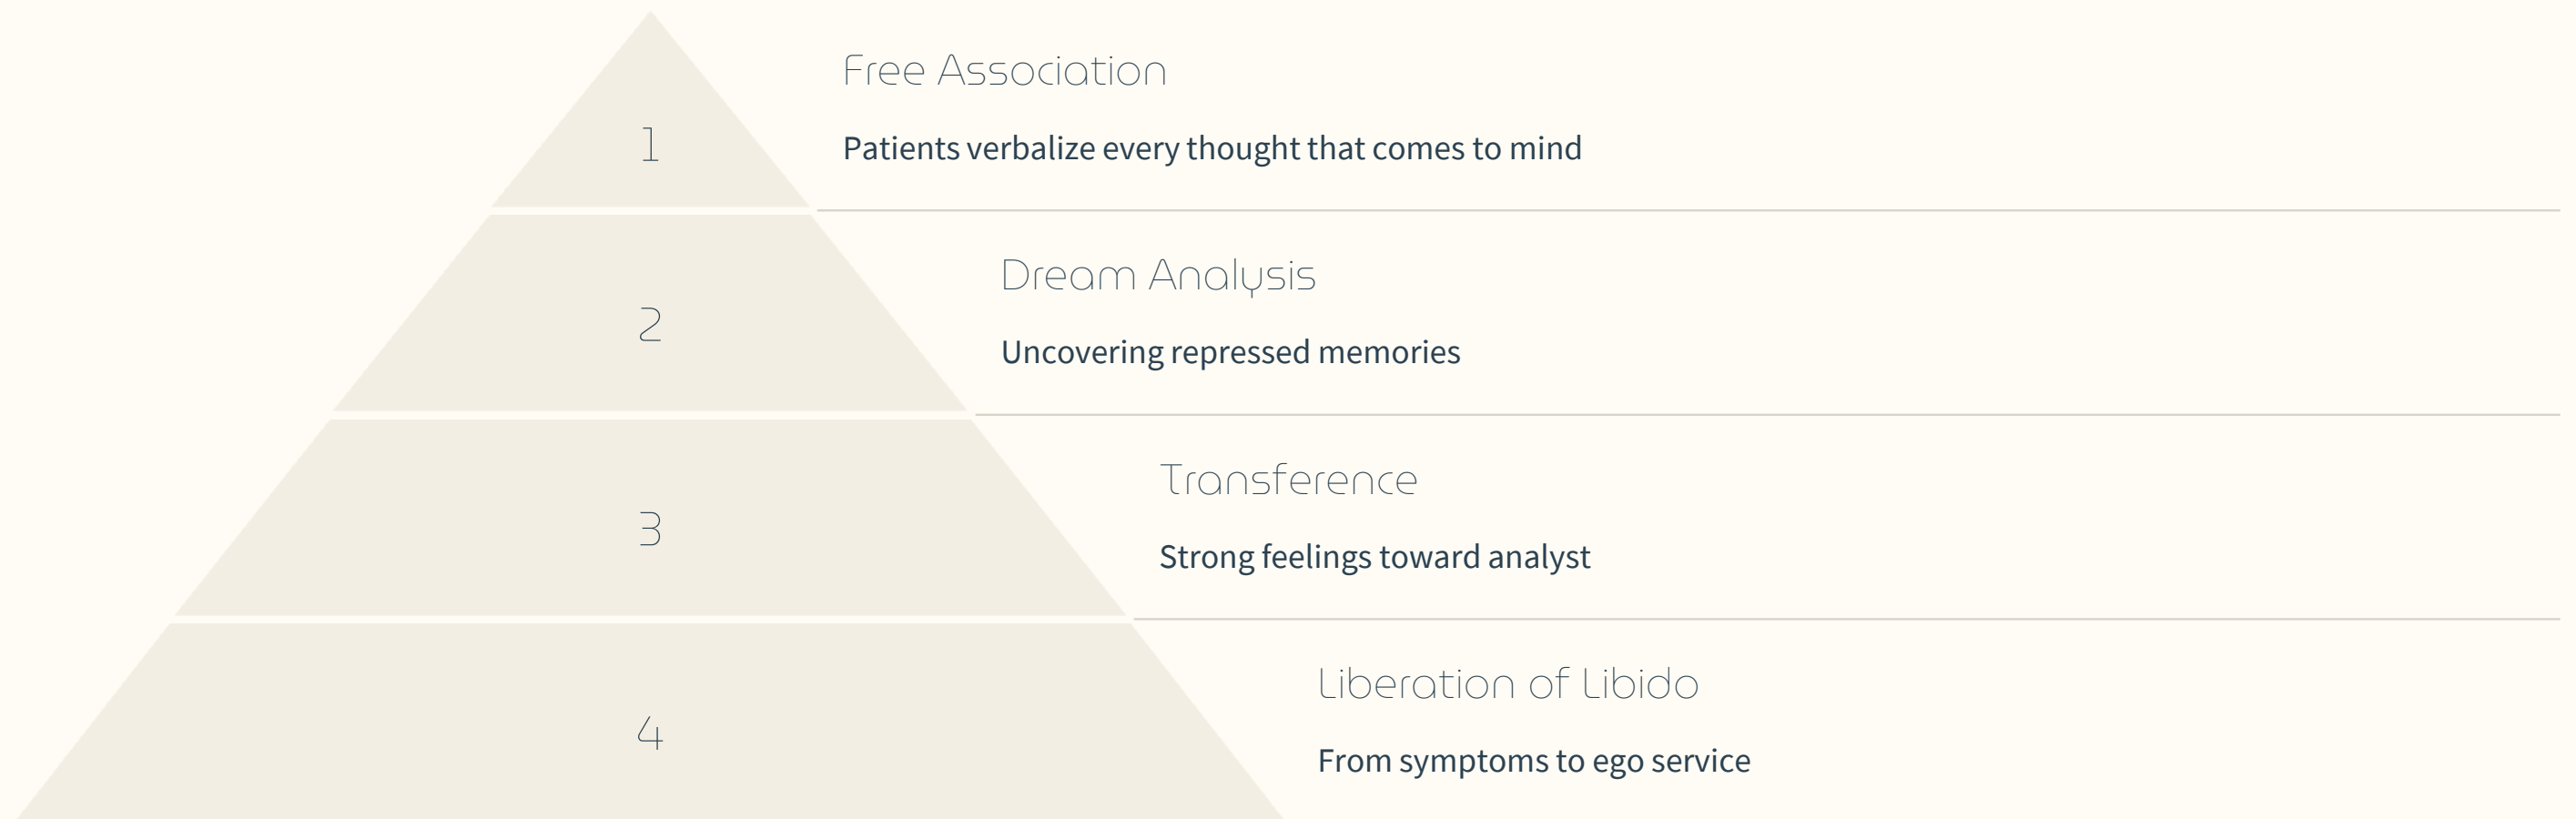 1
Free Association
Patients verbalize every thought that comes to mind
2
Dream Analysis
Uncovering repressed memories
3
Transference
Strong feelings toward analyst
4
Liberation of Libido
From symptoms to ego service